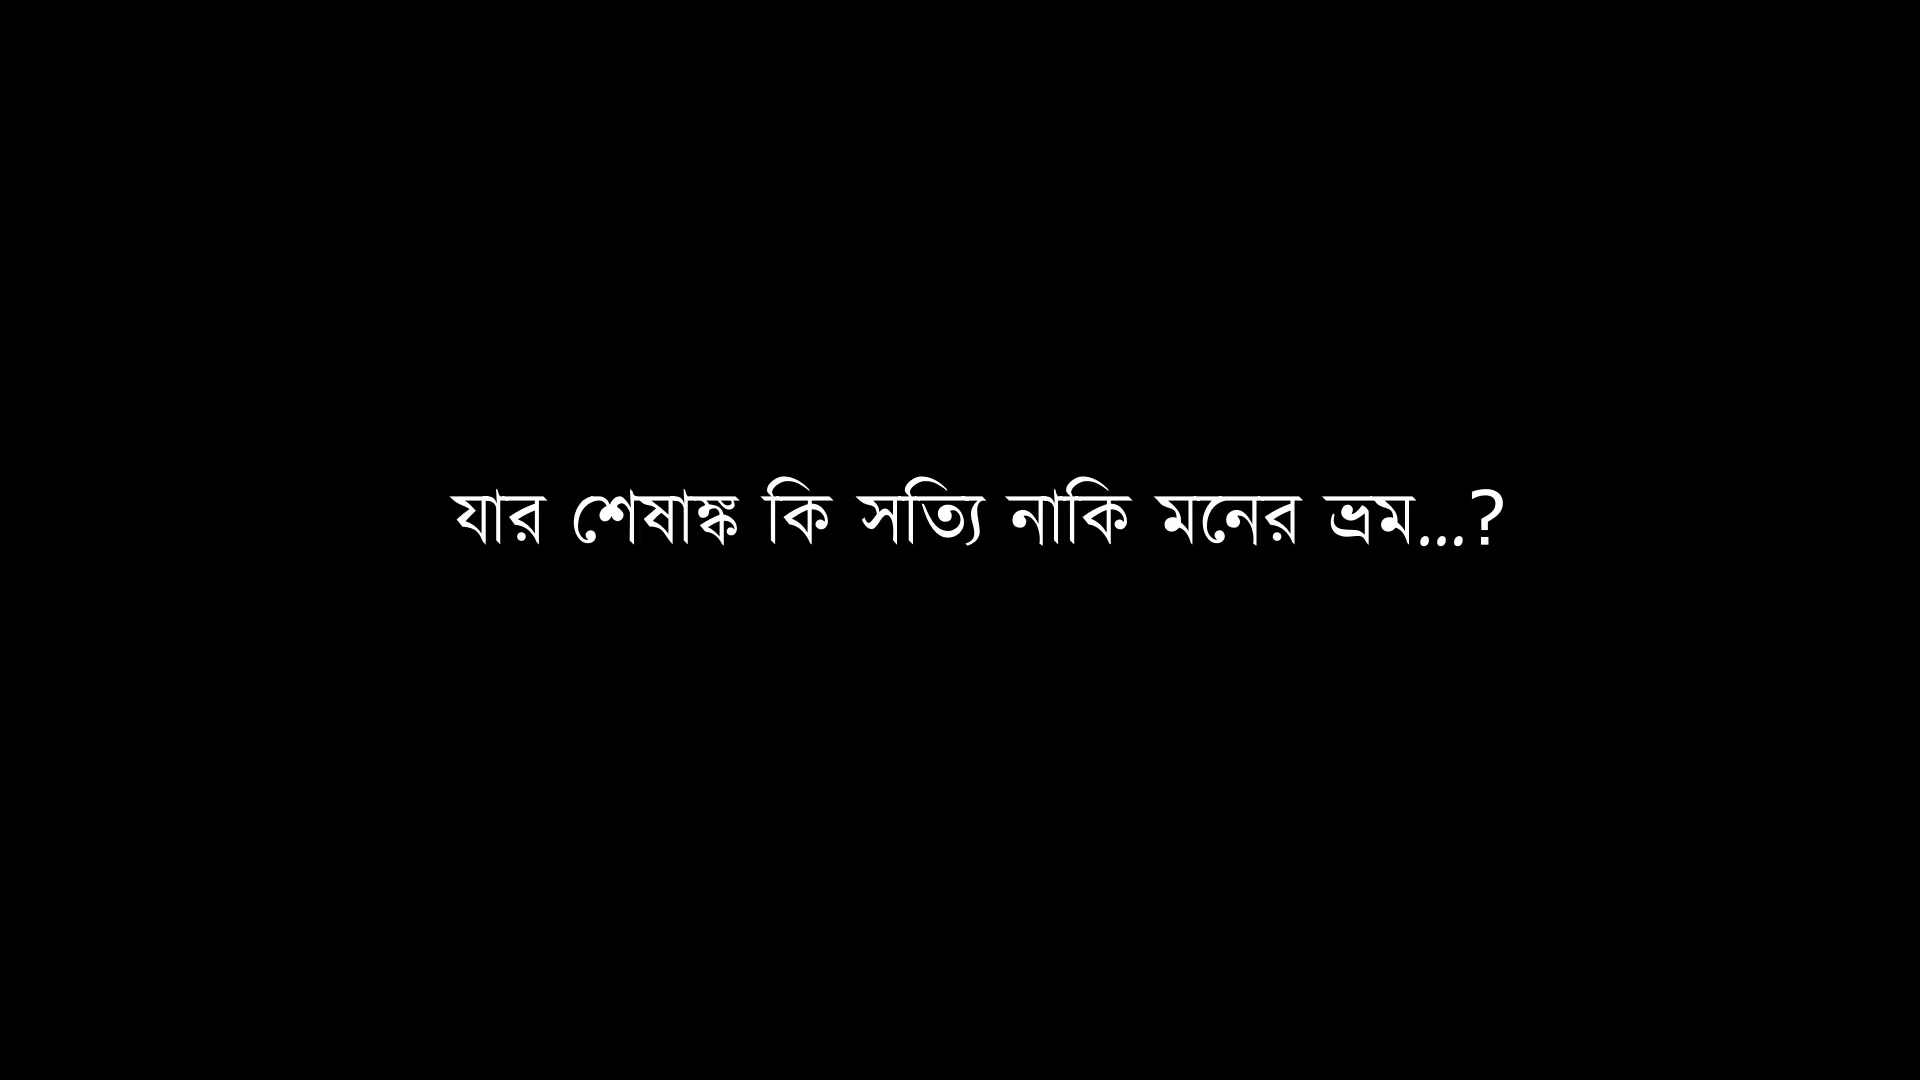 যার শেষাঙ্ক কি সত্যি নাকি মনের ভ্রম...?